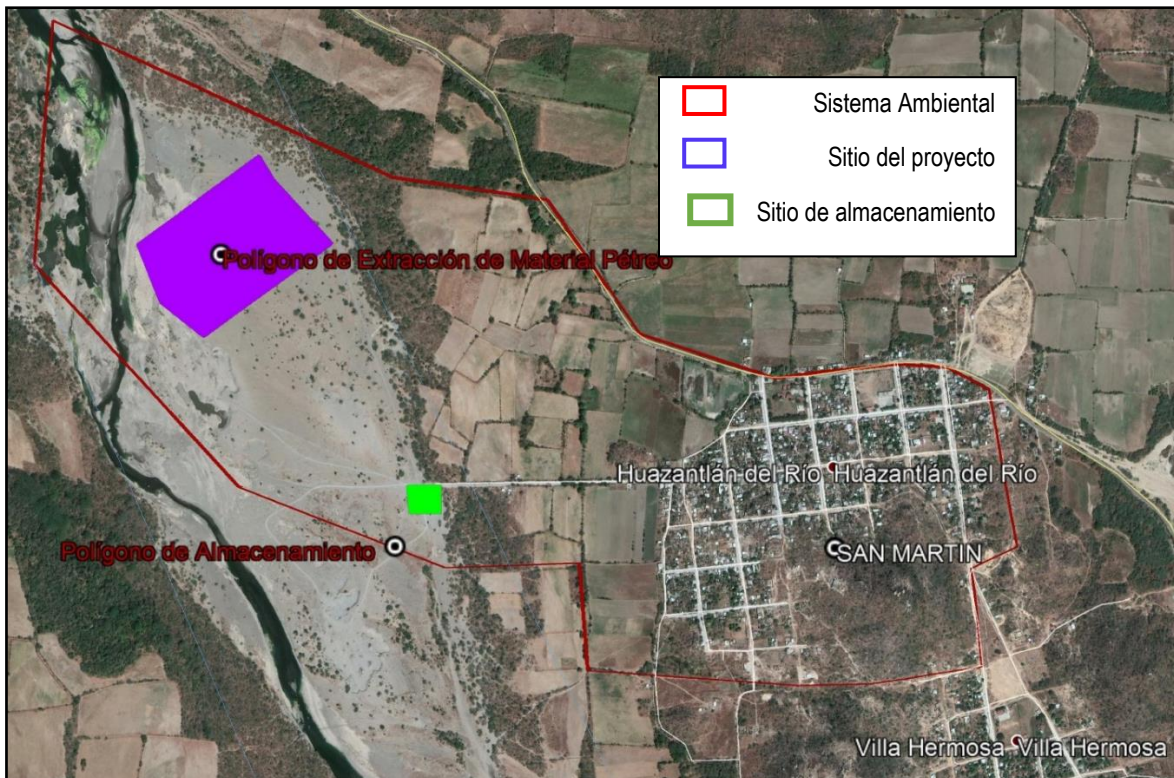 Sistema Ambiental
Sitio del proyecto
Sitio de almacenamiento
Polígono de Extracción de Material Pétreo
Huazantlán del Río Huazantlán del Río
Polígono de Almacenamiento
SAN MARTIN
Villa Hermosa Villa Hermosa